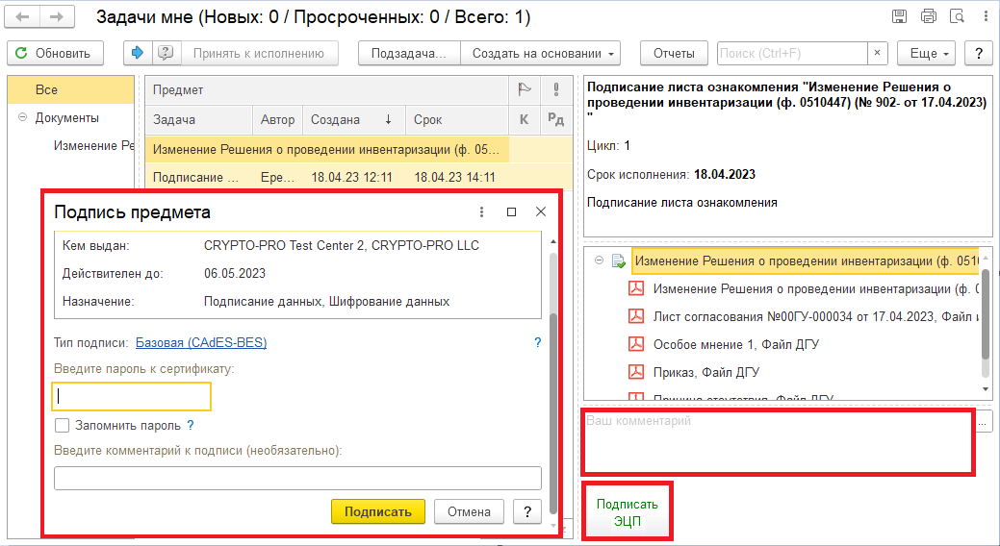 Задачи мне (Новых: 0 / Просроченных: 0 / Всего: 1)
Обновить
Принять к исполнению
Подзадача...
Создать на основании
Отчеты
Поиск (Ctrl+F)
×
Еще
?
Все
Документы
Изменение Ре
Предмет
Задача
Автор
Создана ↓
Срок
К
Рд
Изменение Решения о проведении инвентаризации (ф. 05...
Подписание ...
Ере...
18.04.23 12:11
18.04.23 14:11
Подписание листа ознакомления "Изменение Решения о
проведении инвентаризации (ф. 0510447) (№ 902- от 17.04.2023)
"
Цикл: 1
Срок исполнения: 18.04.2023
Подписание листа ознакомления
Изменение Решения о проведении инвентаризации (ф. 051
Изменение Решения о проведении инвентаризации (ф. 0
Лист согласования №00ГУ-000034 от 17.04.2023, Файл
Особое мнение 1, Файл ДГУ
Приказ, Файл ДГУ
Причина отсутствия, Файл ДГУ
Ваш комментарий
...
Подписать
ЭЦП
Подпись предмета
Кем выдан: CRYPTO-PRO Test Center 2, CRYPTO-PRO LLC
Действителен до: 06.05.2023
Назначение: Подписание данных, Шифрование данных
Тип подписи: Базовая (CAdES-BES) ?
Введите пароль к сертификату:
Запомнить пароль ?
Введите комментарий к подписи (необязательно):
Подписать
Отмена
?